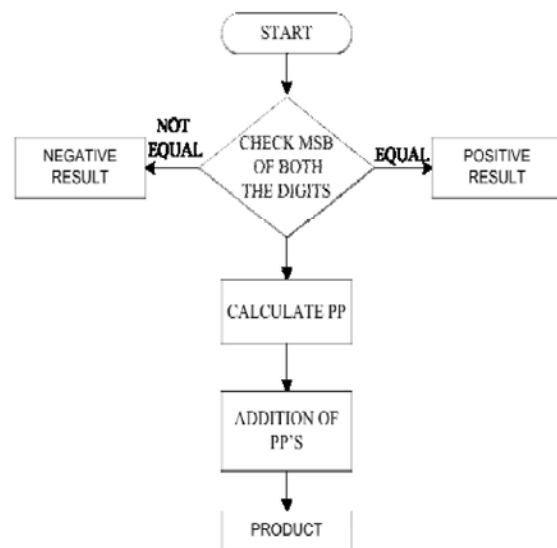 START
NOT
EQUAL
CHECK MSB
OF BOTH
THE DIGITS
EQUAL
NEGATIVE
RESULT
POSITIVE
RESULT
CALCULATE PP
ADDITION OF
PP'S
PRODUCT